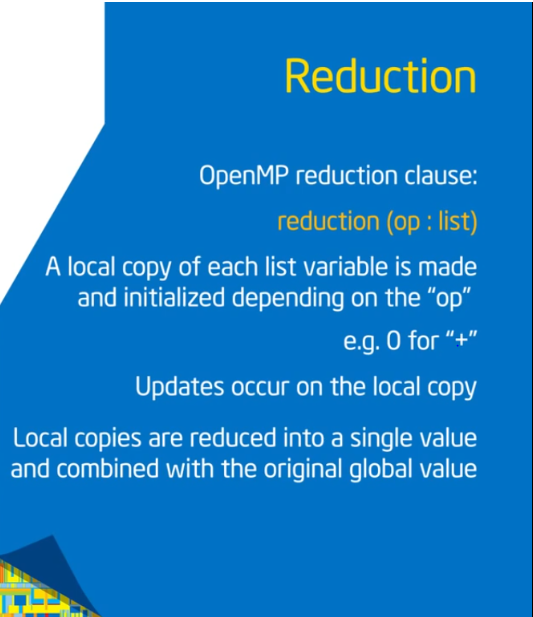 Reduction
OpenMP reduction clause:
reduction (op : list)
A local copy of each list variable is made
and initialized depending on the "op"
e.g. 0 for "+"
Updates occur on the local copy
Local copies are reduced into a single value
and combined with the original global value